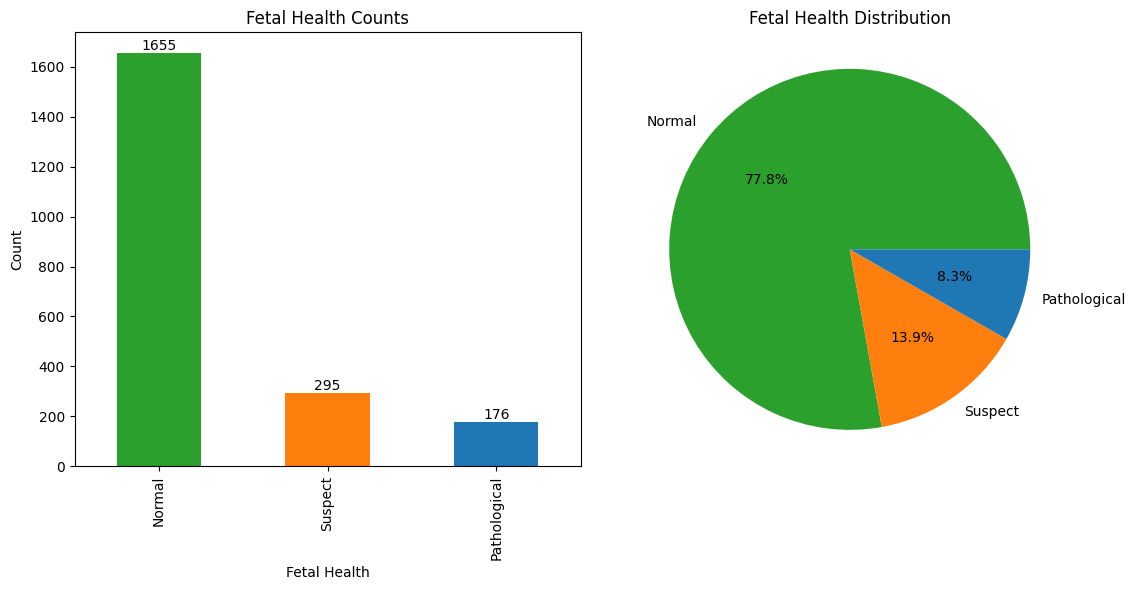 Fetal Health Counts
1600
1400
1200
1000
800
600
400
200
0
Count
1655
295
176
Normal
Suspect
Pathological
Fetal Health
Fetal Health Distribution
Normal
77.8%
8.3%
Pathological
13.9%
Suspect